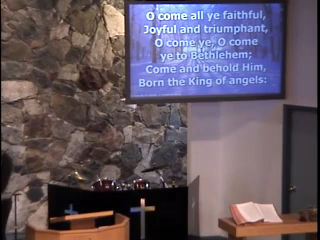 O come all ye faithful,
Joyful and triumphant,
O come ye, O come
ye to Bethlehem;
Come and behold Him,
Born the King of angels: